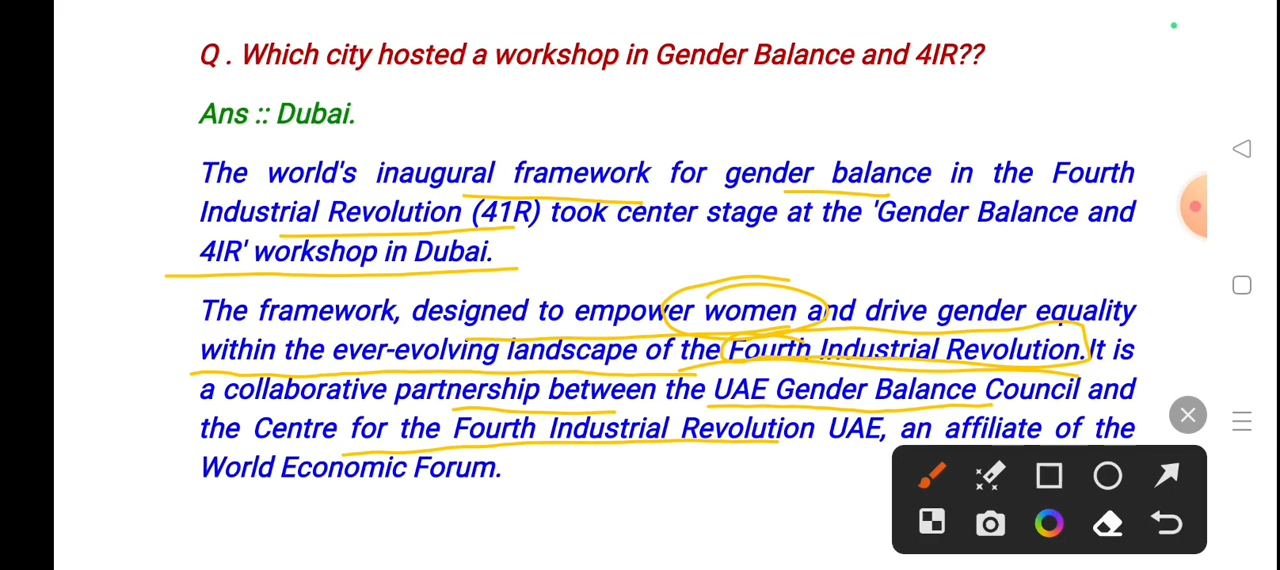 Q . Which city hosted a workshop in Gender Balance and 4IR??
Ans :: Dubai.
The world's inaugural framework for gender balance in the Fourth
Industrial Revolution (41R) took center stage at the 'Gender Balance and
4IR' workshop in Dubai.
The framework, designed to empower women and drive gender equality
within the ever-evolving landscape of the Fourth Industrial Revolution.It is
a collaborative partnership between the UAE Gender Balance Council and
the Centre for the Fourth Industrial Revolution UAE, an affiliate of the
World Economic Forum.